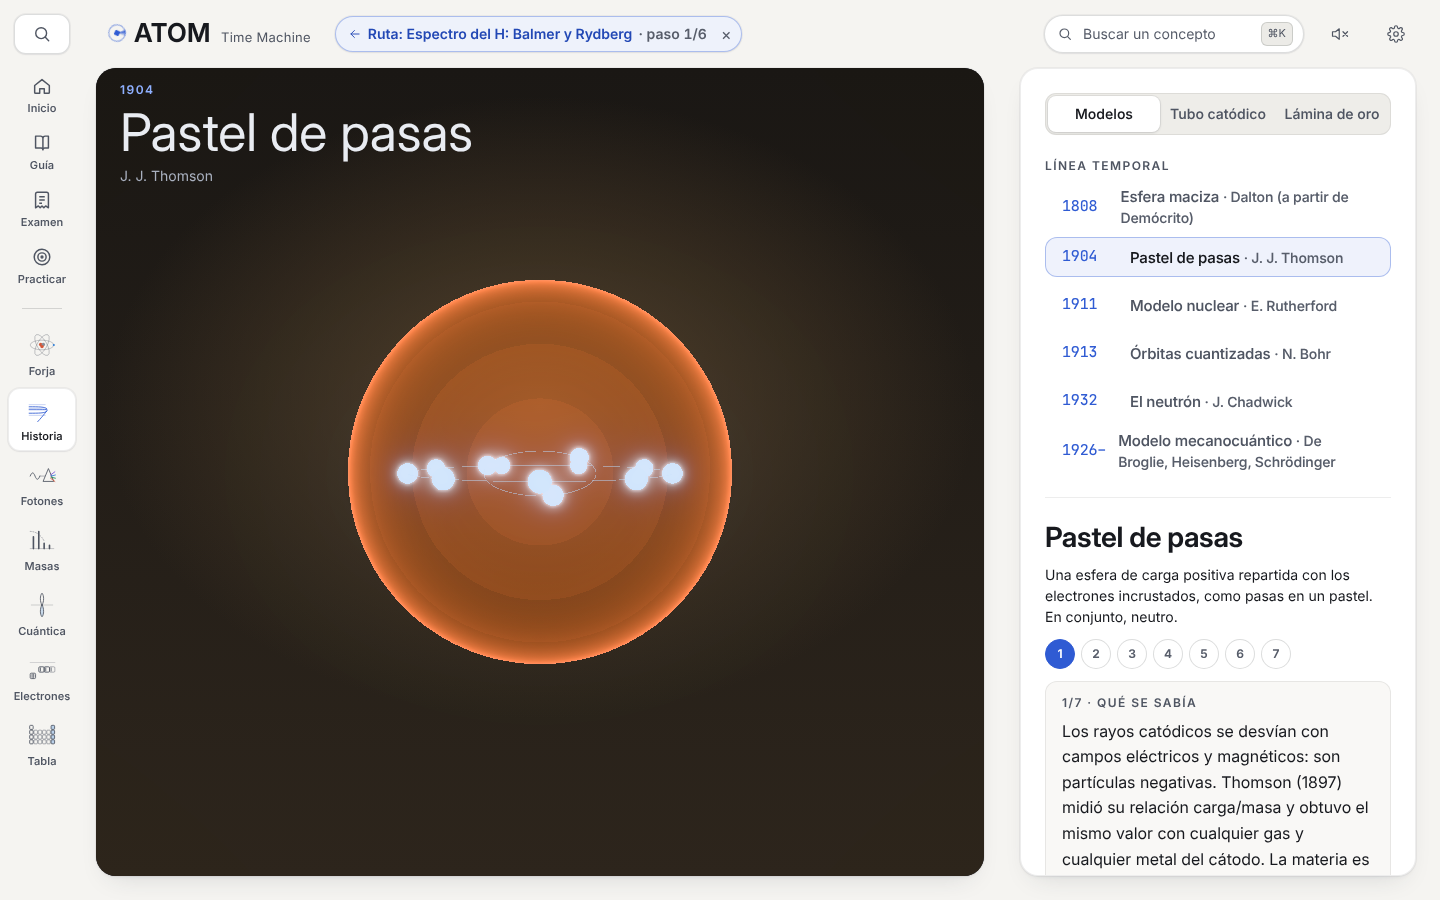 ATOM Time Machine
← Ruta: Espectro del H: Balmer y Rydberg · paso 1/6 ×
Buscar un concepto ⌘K
Inicio
Guía
Examen
Practicar
Forja
Historia
Fotones
Masas
Cuántica
Electrones
Tabla
1904
Pastel de pasas
J. J. Thomson
Modelos
Tubo catódico
Lámina de oro
LÍNEA TEMPORAL
1808 Esfera maciza · Dalton (a partir de
Demócrito)
1904 Pastel de pasas · J. J. Thomson
1911 Modelo nuclear · E. Rutherford
1913 Órbitas cuantizadas · N. Bohr
1932 El neutrón · J. Chadwick
1926– Modelo mecanocuántico · De
Broglie, Heisenberg, Schrödinger
Pastel de pasas
Una esfera de carga positiva repartida con los
electrones incrustados, como pasas en un pastel.
En conjunto, neutro.
1 2 3 4 5 6 7
1/7 · QUÉ SE SABÍA
Los rayos catódicos se desvían con
campos eléctricos y magnéticos: son
partículas negativas. Thomson (1897)
midió su relación carga/masa y obtuvo el
mismo valor con cualquier gas y
cualquier metal del cátodo. La materia es